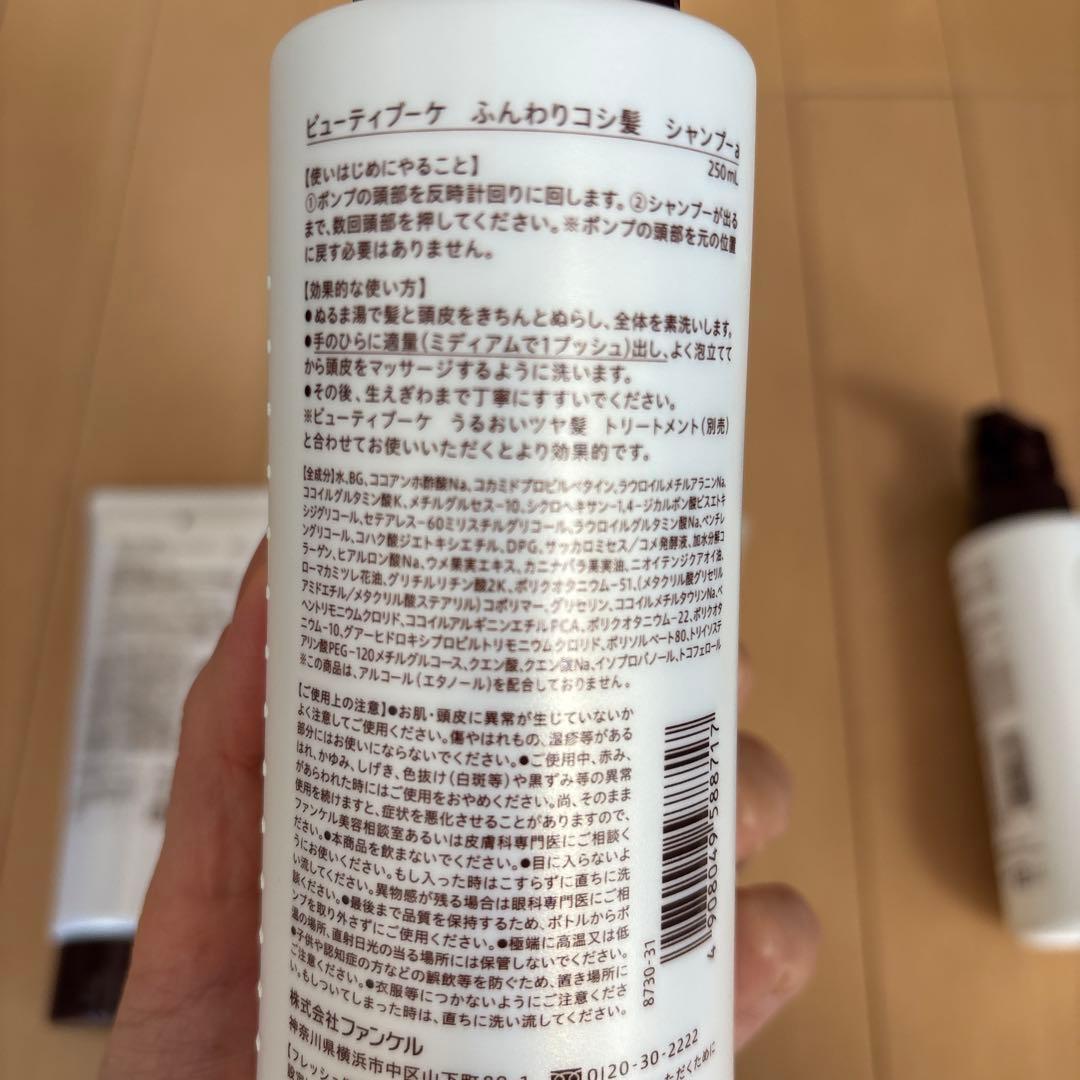 ビューティブーケ　ふんわりコシ髪　シャンプーa
250mL
【使いはじめにやること】
①ポンプの頭部を反時計回りに回します。②シャンプーが出る
まで、数回頭部を押してください。※ポンプの頭部を元の位置
に戻す必要はありません。
【効果的な使い方】
●ぬるま湯で髪と頭皮をきちんとぬらし、全体を素洗いします。
●手のひらに適量(ミディアムで1プッシュ)出し、よく泡立てて
から頭皮をマッサージするように洗います。
●その後、生えぎわまで丁寧にすすいでください。
※ビューティブーケ　うるおいツヤ髪　トリートメント(別売)
と合わせてお使いいただくとより効果的です。
【全成分】水、BG、ココアンホ酢酸Na、コカミドプロピルベタイン、ラウロイルメチルアラニンNa、
ココイルグルタミン酸K、メチルグルセス-10、シクロヘキサン-1,4-ジカルボン酸ビスエトキ
シジグリコール、セテアレス-60ミリスチルグリコール、ラウロイルグルタミン酸Na、ペンチレ
ングリコール、コハク酸ジエトキシエチル、DPG、サッカロミセス/コメ発酵液、加水分解コ
ラーゲン、ヒアルロン酸Na、ウメ果実エキス、カニナバラ果実油、ニオイテンジクアオイ油、
ローマカミツレ花油、グリチルリチン酸2K、ポリクオタニウム-51、(メタクリル酸グリセリル
アミドエチル/メタクリル酸ステアリル)コポリマー、グリセリン、ココイルメチルタウリンNa、ベ
ヘントリモニウムクロリド、ココイルアルギニンエチルPCA、ポリクオタニウム-22、ポリクオタ
ニウム-10、グアーヒドロキシプロピルトリモニウムクロリド、ポリソルベート80、トリイソステ
アリン酸PEG-120メチルグルコース、クエン酸、クエン酸Na、イソプロパノール、トコフェロール
※この商品は、アルコール(エタノール)を配合しておりません。
【ご使用上の注意】●お肌・頭皮に異常が生じていないか
よく注意してご使用ください。傷やはれもの、湿疹等がある
部分にはお使いにならないでください。●ご使用中、赤み、
はれ、かゆみ、しげき、色抜け(白斑等)や黒ずみ等の異常
があらわれた時にはご使用をおやめください。尚、そのまま
使用を続けますと、症状を悪化させることがありますので、
ファンケル美容相談室あるいは皮膚科専門医にご相談く
ださい。●本商品を飲まないでください。●目に入らないよ
うにお使いください。もし入った時はこすらずに直ちに洗
い流してください。異物感が残る場合は眼科専門医にご相
談ください。●最後まで品質を保持するため、ボトルからポ
ンプを取り外さずにご使用ください。●極端に高温又は低
温の場所、直射日光の当る場所には保管しないでください。
●子供や認知症の方などの誤飲等を防ぐため、置き場所に
ご注意ください。●衣服等につかないようにご注意くださ
い。もしついてしまった時は、直ちに洗い流してください。
4908049588717
8730-31
株式会社ファンケル
神奈川県横浜市中区山下町
0120-30-2222
【フレッシュ
ただくために